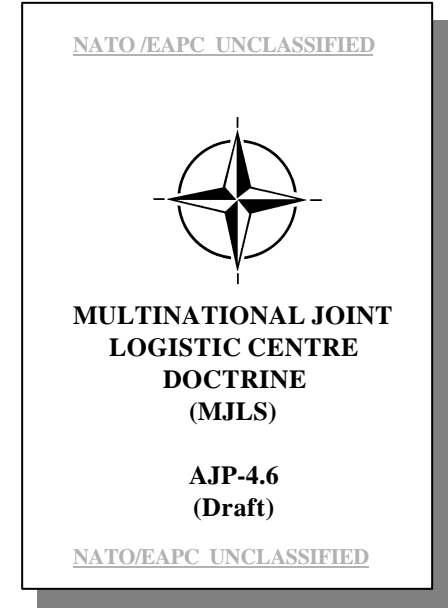 NATO /EAPC UNCLASSIFIED
MULTINATIONAL JOINT
LOGISTIC CENTRE
DOCTRINE
(MJLS)
AJP-4.6
(Draft)
NATO/EAPC UNCLASSIFIED